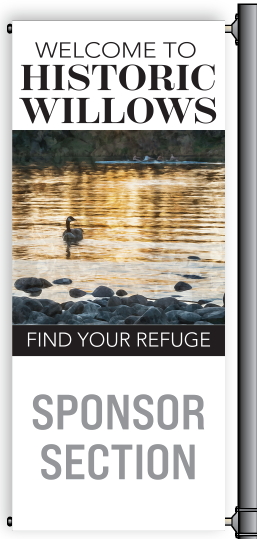 WELCOME TO
HISTORIC
WILLOWS
FIND YOUR REFUGE
SPONSOR
SECTION